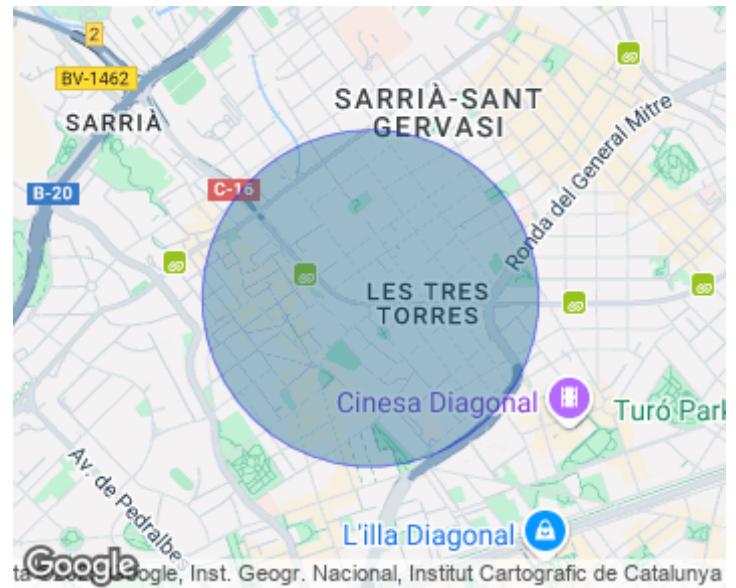 2
BV-1462
SARRIÀ
SARRIÀ-SANT
GERVASI
B-20
C-16
Ronda del General Mitre
LES TRES
TORRES
Cinesa Diagonal
Turó Park
Av. de Pedralbes
L'illa Diagonal
Google
Google, Inst. Geogr. Nacional, Institut Cartografic de Catalunya